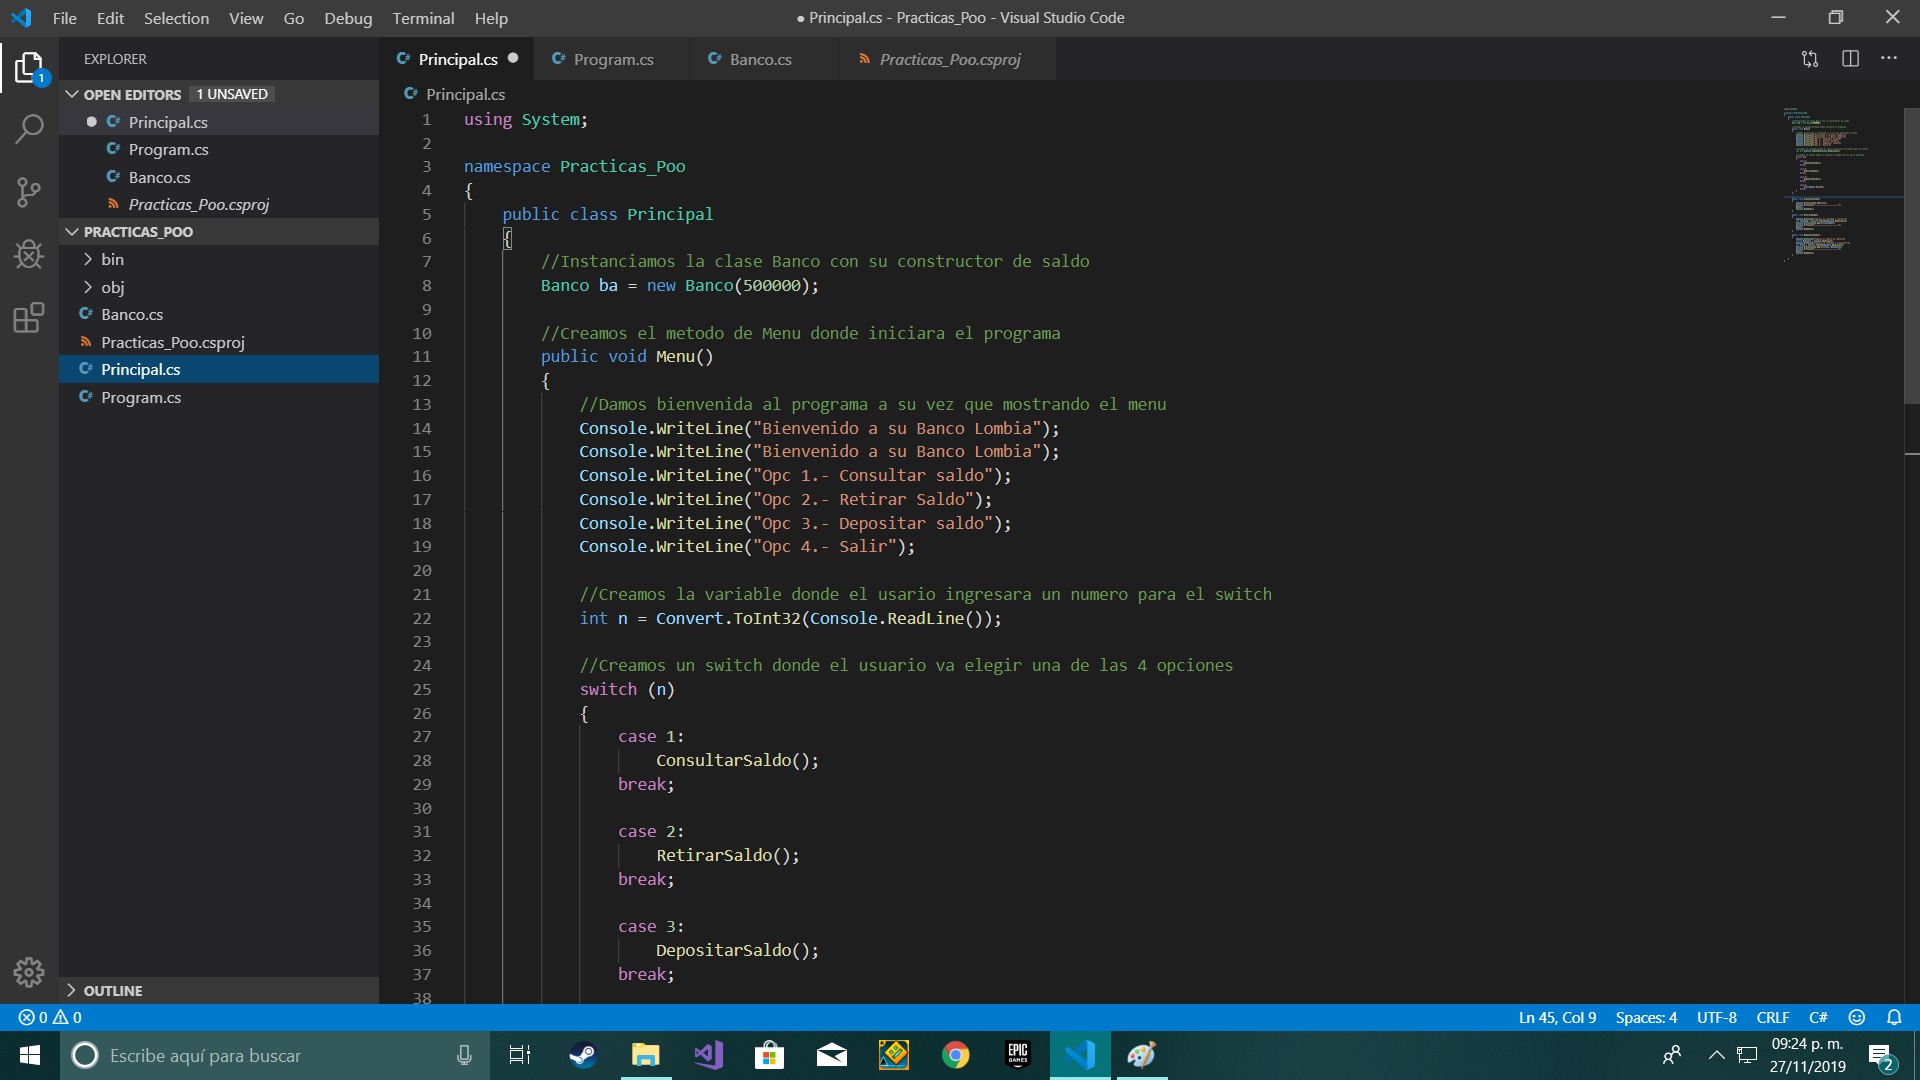 File Edit Selection View Go Debug Terminal Help
● Principal.cs - Practicas_Poo - Visual Studio Code
EXPLORER
Principal.cs ● Program.cs Banco.cs Practicas_Poo.csproj
1
OPEN EDITORS 1 UNSAVED
● Principal.cs
Program.cs
Banco.cs
Practicas_Poo.csproj
PRACTICAS_POO
bin
obj
Banco.cs
Practicas_Poo.csproj
Principal.cs
Program.cs
OUTLINE
Principal.cs
1 using System;
2
3 namespace Practicas_Poo
4 {
5 public class Principal
6 {
7 //Instanciamos la clase Banco con su constructor de saldo
8 Banco ba = new Banco(500000);
9
10 //Creamos el metodo de Menu donde iniciara el programa
11 public void Menu()
12 {
13 //Damos bienvenida al programa a su vez que mostrando el menu
14 Console.WriteLine("Bienvenido a su Banco Lombia");
15 Console.WriteLine("Bienvenido a su Banco Lombia");
16 Console.WriteLine("Opc 1.- Consultar saldo");
17 Console.WriteLine("Opc 2.- Retirar Saldo");
18 Console.WriteLine("Opc 3.- Depositar saldo");
19 Console.WriteLine("Opc 4.- Salir");
20
21 //Creamos la variable donde el usario ingresara un numero para el switch
22 int n = Convert.ToInt32(Console.ReadLine());
23
24 //Creamos un switch donde el usuario va elegir una de las 4 opciones
25 switch (n)
26 {
27 case 1:
28 ConsultarSaldo();
29 break;
30
31 case 2:
32 RetirarSaldo();
33 break;
34
35 case 3:
36 DepositarSaldo();
37 break;
38
0 0
Ln 45, Col 9 Spaces: 4 UTF-8 CRLF C#
Escribe aquí para buscar
EPIC GAMES
09:24 p. m.
27/11/2019
2